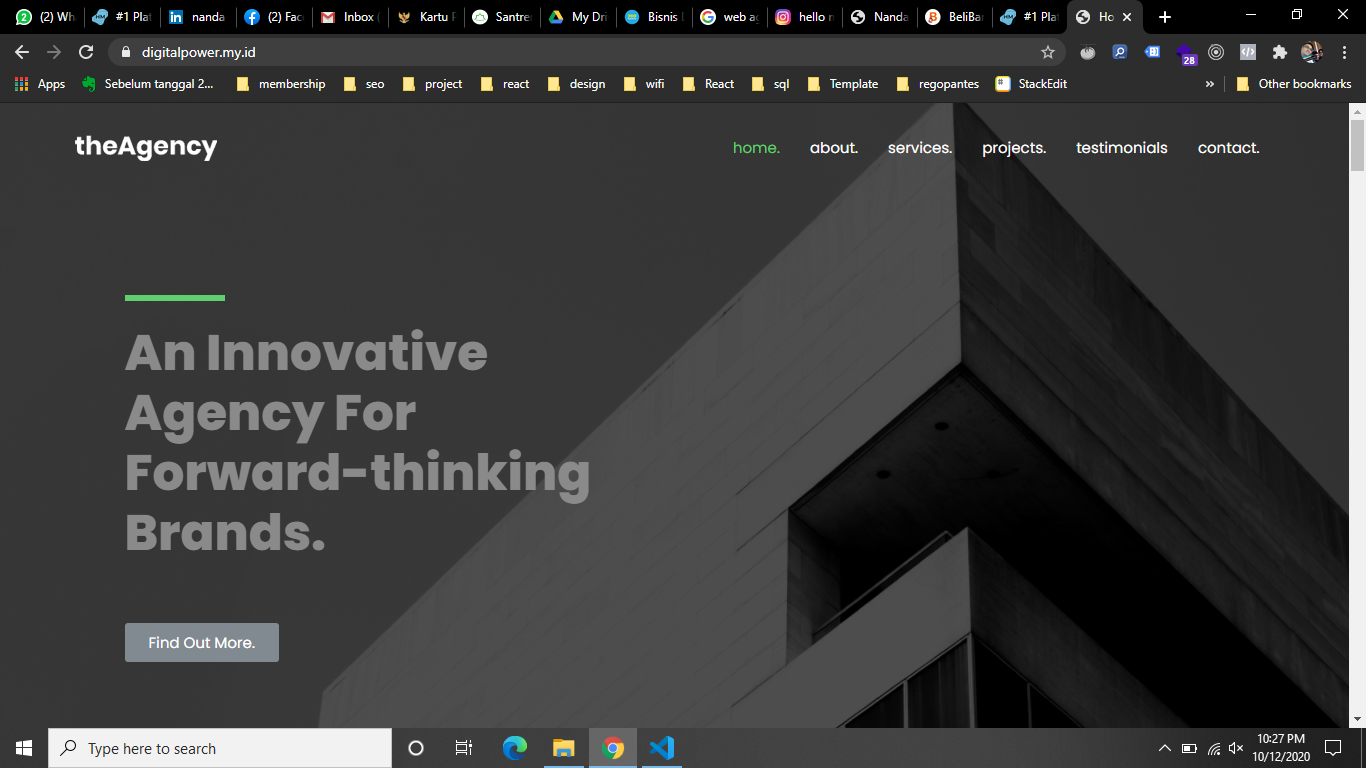 (2) Wh
#1 Plat
nanda
(2) Fac
Inbox (
Kartu P
Santre
My Dri
Bisnis
web ag
hello n
Nanda
BeliBa
#1 Plat
Ho
digitalpower.my.id
28
Apps
Sebelum tanggal 2...
membership
seo
project
react
design
wifi
React
sql
Template
regopantes
StackEdit
»
Other bookmarks
theAgency
home.
about.
services.
projects.
testimonials
contact.
An Innovative
Agency For
Forward-thinking
Brands.
Find Out More.
Type here to search
10:27 PM
10/12/2020